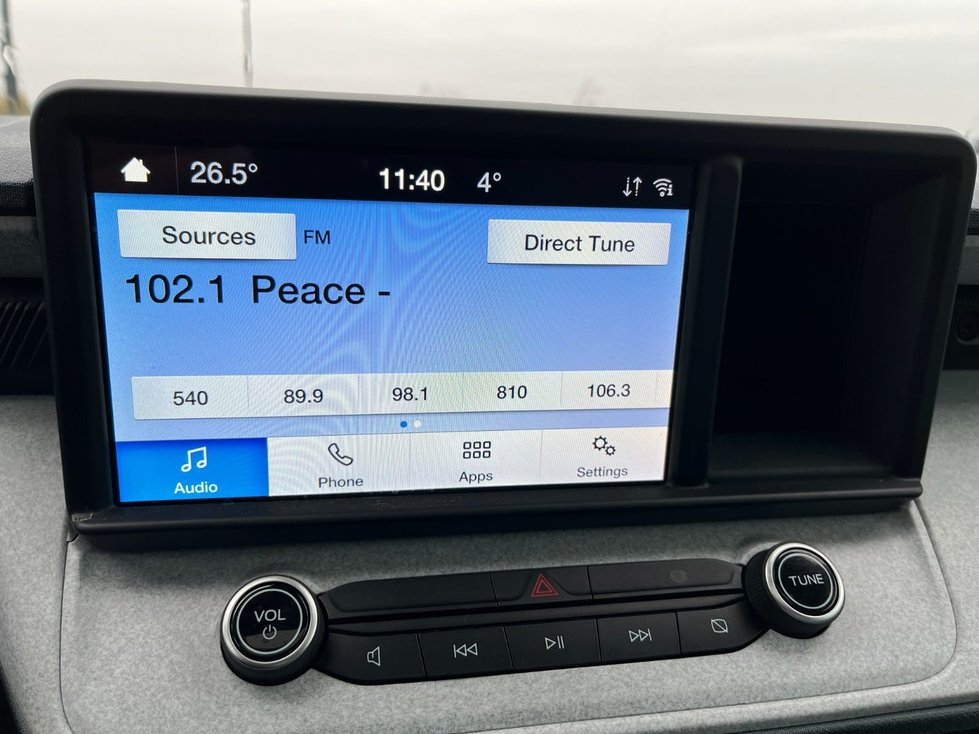 26.5° 11:40 4°
Sources FM Direct Tune
102.1 Peace -
540 89.9 98.1 810 106.3
Audio Phone Apps Settings
VOL
TUNE